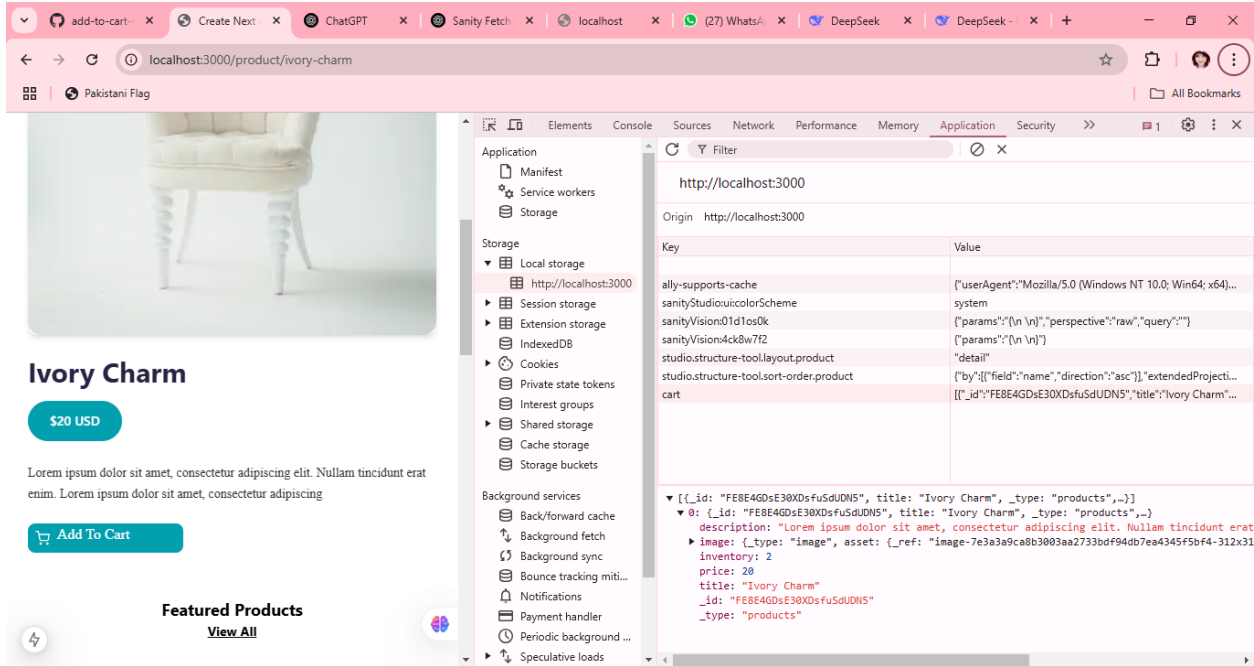 add-to-cart-
Create Next
ChatGPT
Sanity Fetch
localhost
(27) WhatsA
DeepSeek
DeepSeek -
localhost:3000/product/ivory-charm
Pakistani Flag
All Bookmarks
Ivory Charm
$20 USD
Lorem ipsum dolor sit amet, consectetur adipiscing elit. Nullam tincidunt erat
enim. Lorem ipsum dolor sit amet, consectetur adipiscing
Add To Cart
Featured Products
View All
Elements Console Sources Network Performance Memory Application Security 1
Application
Manifest
Service workers
Storage
Storage
Local storage
http://localhost:3000
Session storage
Extension storage
IndexedDB
Cookies
Private state tokens
Interest groups
Shared storage
Cache storage
Storage buckets
Background services
Back/forward cache
Background fetch
Background sync
Bounce tracking miti...
Notifications
Payment handler
Periodic background ...
Speculative loads
Filter
http://localhost:3000
Origin http://localhost:3000
Key Value
ally-supports-cache {"userAgent":"Mozilla/5.0 (Windows NT 10.0; Win64; x64)...
sanityStudio:ui:colorScheme system
sanityVision:01d1os0k {"params":"{\n \n}","perspective":"raw","query":""}
sanityVision:4ck8w7f2 {"params":"{\n \n}"}
studio.structure-tool.layout.product "detail"
studio.structure-tool.sort-order.product {"by":[{"field":"name","direction":"asc"}],"extendedProjecti...
cart [{"_id":"FE8E4GDsE30XDsfuSdUDN5","title":"Ivory Charm"...
[{_id: "FE8E4GDsE30XDsfuSdUDN5", title: "Ivory Charm", _type: "products",…}]
0: {_id: "FE8E4GDsE30XDsfuSdUDN5", title: "Ivory Charm", _type: "products",…}
description: "Lorem ipsum dolor sit amet, consectetur adipiscing elit. Nullam tincidunt erat
image: {_type: "image", asset: {_ref: "image-7e3a3a9ca8b3003aa2733bdf94db7ea4345f5bf4-312x31
inventory: 2
price: 20
title: "Ivory Charm"
_id: "FE8E4GDsE30XDsfuSdUDN5"
_type: "products"